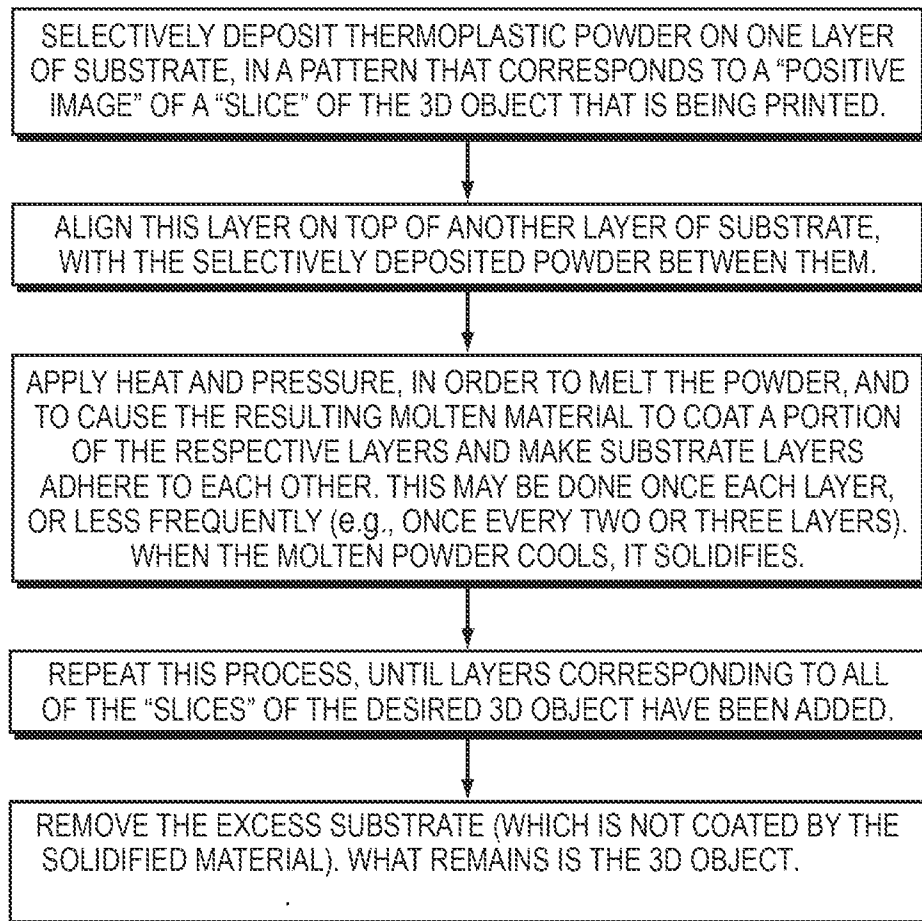 SELECTIVELY DEPOSIT THERMOPLASTIC POWDER ON ONE LAYER
OF SUBSTRATE, IN A PATTERN THAT CORRESPONDS TO A “POSITIVE
IMAGE” OF A “SLICE” OF THE 3D OBJECT THAT IS BEING PRINTED.
ALIGN THIS LAYER ON TOP OF ANOTHER LAYER OF SUBSTRATE,
WITH THE SELECTIVELY DEPOSITED POWDER BETWEEN THEM.
APPLY HEAT AND PRESSURE, IN ORDER TO MELT THE POWDER, AND
TO CAUSE THE RESULTING MOLTEN MATERIAL TO COAT A PORTION
OF THE RESPECTIVE LAYERS AND MAKE SUBSTRATE LAYERS
ADHERE TO EACH OTHER. THIS MAY BE DONE ONCE EACH LAYER,
OR LESS FREQUENTLY (e.g., ONCE EVERY TWO OR THREE LAYERS).
WHEN THE MOLTEN POWDER COOLS, IT SOLIDIFIES.
REPEAT THIS PROCESS, UNTIL LAYERS CORRESPONDING TO ALL
OF THE “SLICES” OF THE DESIRED 3D OBJECT HAVE BEEN ADDED.
REMOVE THE EXCESS SUBSTRATE (WHICH IS NOT COATED BY THE
SOLIDIFIED MATERIAL). WHAT REMAINS IS THE 3D OBJECT.